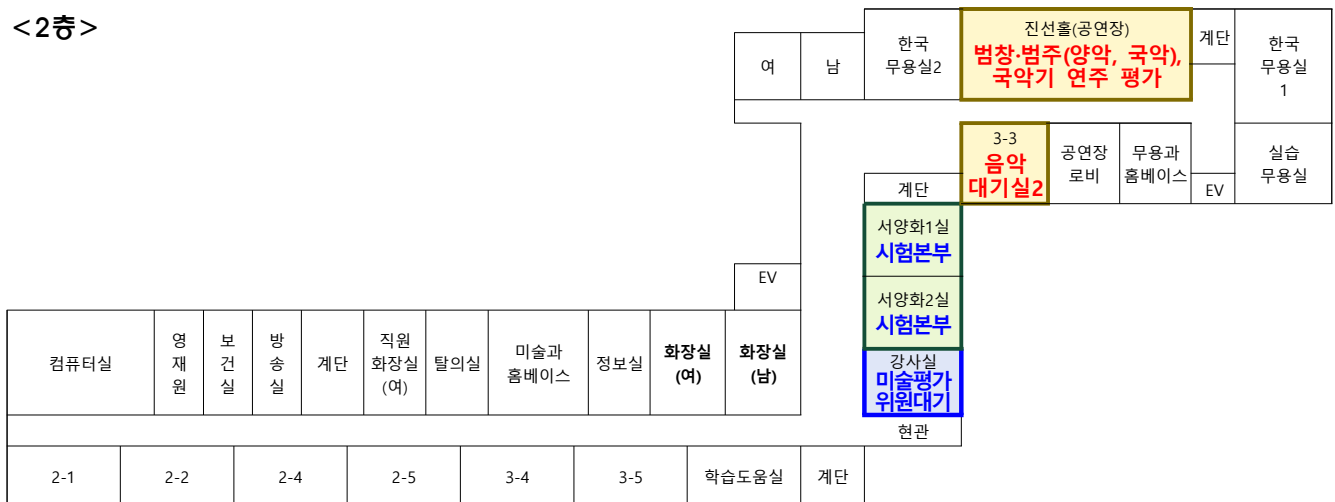 <2층>
여
남
한국
무용실2
진선홀(공연장)
범창·범주(양악, 국악),
국악기 연주 평가
계단
한국
무용실
1
3-3
음악
대기실2
공연장
로비
무용과
홈베이스
EV
실습
무용실
계단
서양화1실
시험본부
서양화2실
시험본부
강사실
미술평가
위원대기
현관
EV
컴퓨터실
영
재
원
보
건
실
방
송
실
계단
직원
화장실
(여)
탈의실
미술과
홈베이스
정보실
화장실
(여)
화장실
(남)
2-1
2-2
2-4
2-5
3-4
3-5
학습도움실
계단